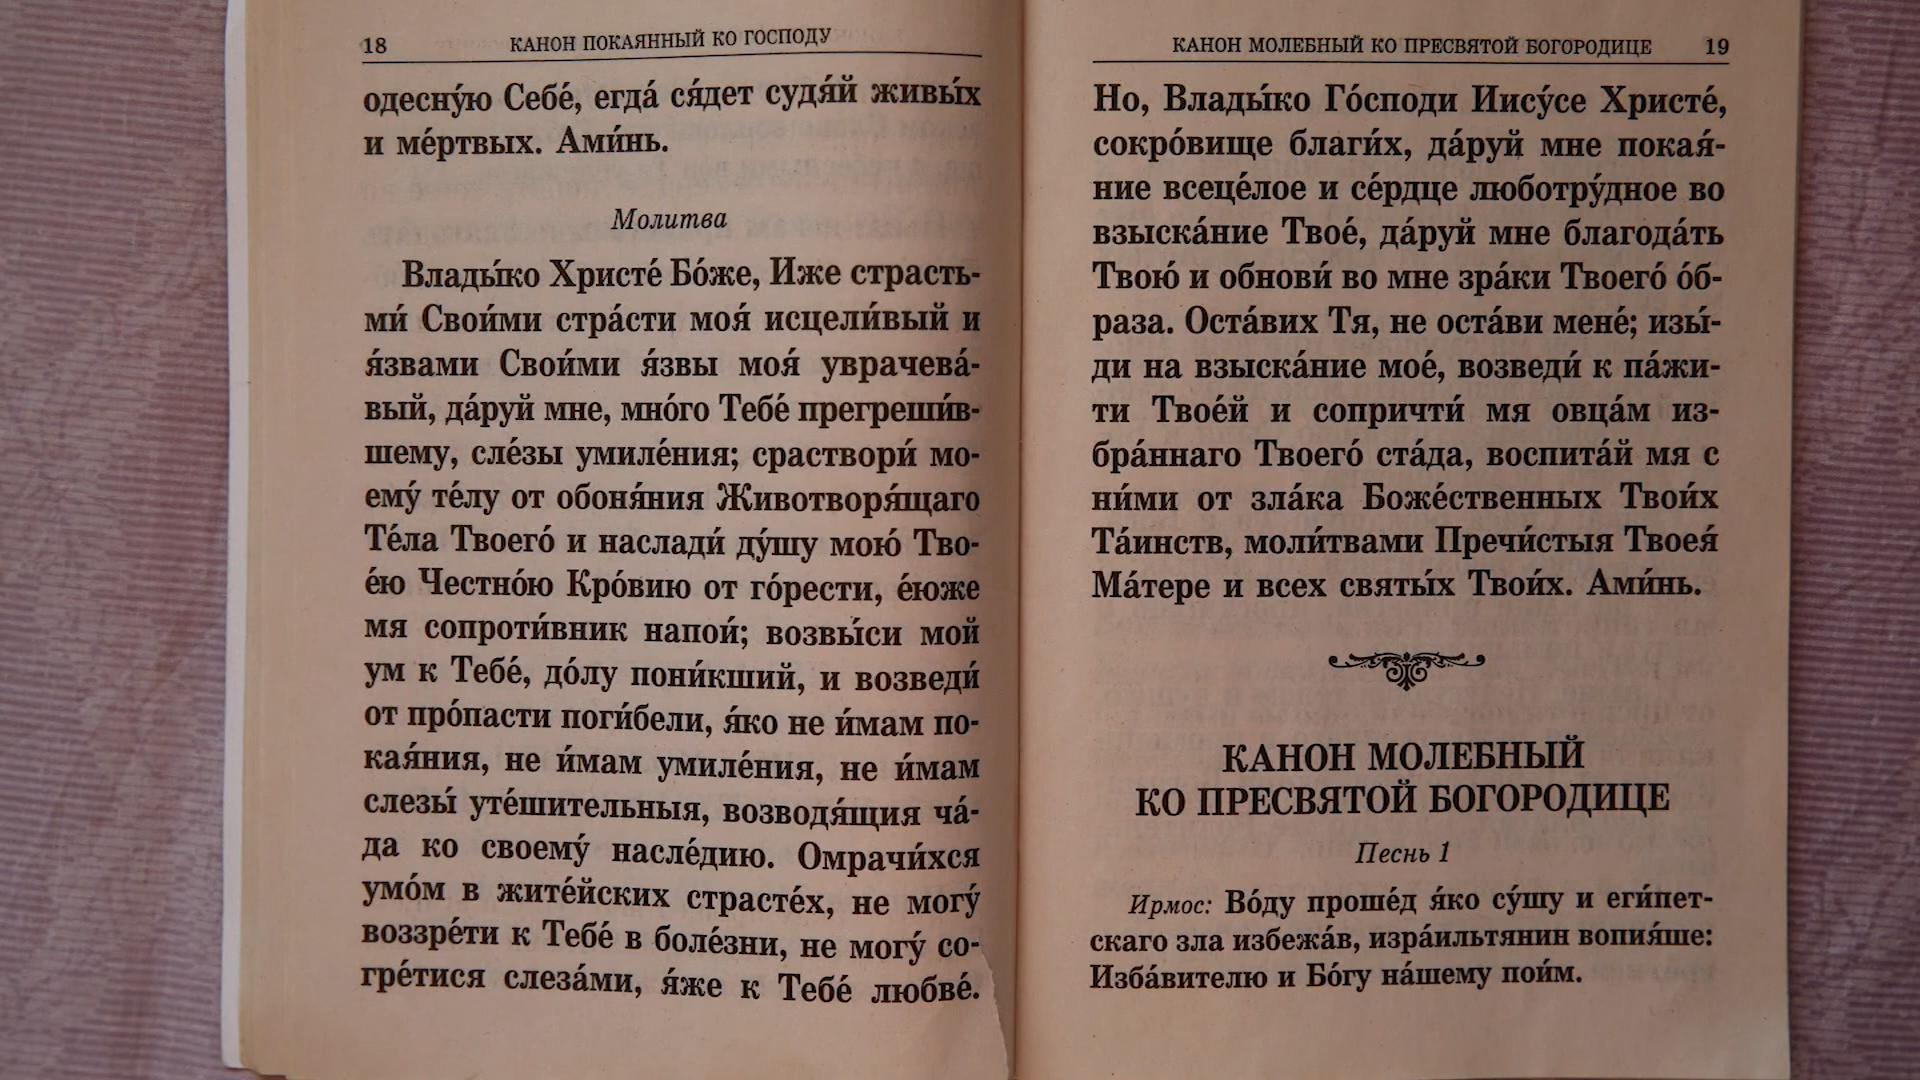 18 КАНОН ПОКАЯННЫЙ КО ГОСПОДУ
одесну́ю Себе́, егда́ ся́дет судя́й живы́х
и ме́ртвых. Ами́нь.
Молитва
Влады́ко Христе́ Бо́же, Иже страсть-
ми́ Свои́ми стра́сти моя́ исцели́вый и
я́звами Свои́ми я́звы моя́ уврачева́-
вый, да́руй мне, мно́го Тебе́ прегреши́в-
шему, сле́зы умиле́ния; сраствори́ мо-
ему́ те́лу от обоня́ния Животворя́щаго
Те́ла Твоего́ и наслади́ ду́шу мою́ Тво-
е́ю Честно́ю Кро́вию от го́рести, е́юже
мя сопроти́вник напои́; возвы́си мой
ум к Тебе́, до́лу пони́кший, и возведи́
от про́пасти поги́бели, я́ко не и́мам по-
кая́ния, не и́мам умиле́ния, не и́мам
слезы́ уте́шительныя, возводя́щия ча́-
да ко своему́ насле́дию. Омрачи́хся
умо́м в жите́йских страсте́х, не могу́
воззре́ти к Тебе́ в боле́зни, не могу́ со-
гре́тися слеза́ми, я́же к Тебе́ любве́.
КАНОН МОЛЕБНЫЙ КО ПРЕСВЯТОЙ БОГОРОДИЦЕ 19
Но, Влады́ко Го́споди Иису́се Христе́,
сокро́вище благи́х, да́руй мне покая́-
ние всеце́лое и се́рдце люботру́дное во
взыска́ние Твое́, да́руй мне благода́ть
Твою́ и обнови́ во мне зра́ки Твоего́ о́б-
раза. Оста́вих Тя, не оста́ви мене́; изы́-
ди на взыска́ние мое́, возведи́ к па́жи-
ти Твое́й и сопричти́ мя овца́м из-
бра́ннаго Твоего́ ста́да, воспита́й мя с
ни́ми от зла́ка Боже́ственных Твои́х
Та́инств, моли́твами Пречи́стыя Твоея́
Ма́тере и всех святы́х Твои́х. Ами́нь.
КАНОН МОЛЕБНЫЙ
КО ПРЕСВЯТОЙ БОГОРОДИЦЕ
Песнь 1
Ирмос: Во́ду проше́д я́ко су́шу и еги́пет-
скаго зла избежа́в, изра́ильтянин вопия́ше:
Изба́вителю и Бо́гу на́шему пои́м.